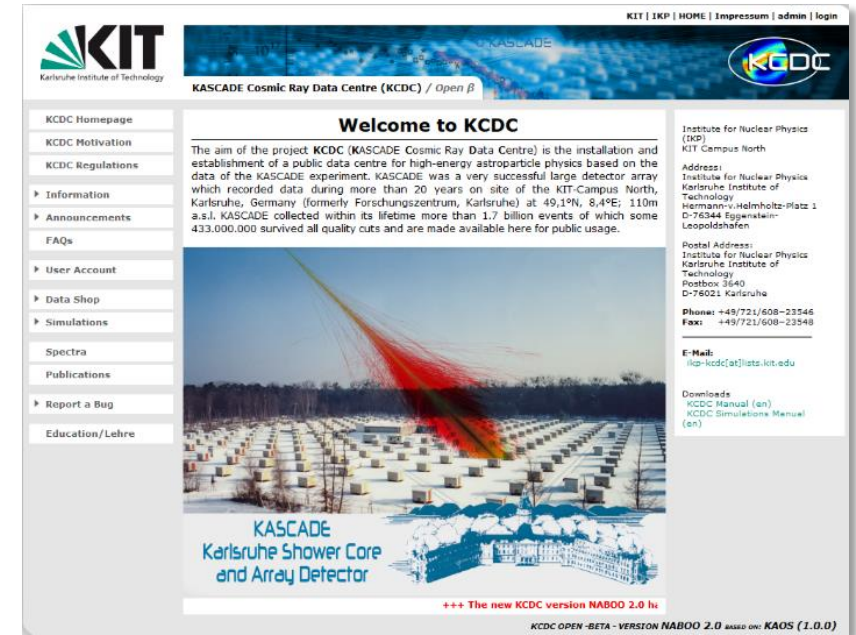 KIT | IKP | HOME | Impressum | admin | login
KIT
Karlsruhe Institute of Technology
KASCADE
KCDC
KASCADE Cosmic Ray Data Centre (KCDC) / Open β
KCDC Homepage
KCDC Motivation
KCDC Regulations
Information
Announcements
FAQs
User Account
Data Shop
Simulations
Spectra
Publications
Report a Bug
Education/Lehre
Welcome to KCDC
The aim of the project KCDC (KASCADE Cosmic Ray Data Centre) is the installation and
establishment of a public data centre for high-energy astroparticle physics based on the
data of the KASCADE experiment. KASCADE was a very successful large detector array
which recorded data during more than 20 years on site of the KIT-Campus North,
Karlsruhe, Germany (formerly Forschungszentrum, Karlsruhe) at 49,1°N, 8,4°E; 110m
a.s.l. KASCADE collected within its lifetime more than 1.7 billion events of which some
433.000.000 survived all quality cuts and are made available here for public usage.
KASCADE
Karlsruhe Shower Core
and Array Detector
+++ The new KCDC version NABOO 2.0 ha
Institute for Nuclear Physics
(IKP)
KIT Campus North
Address:
Institute for Nuclear Physics
Karlsruhe Institute of
Technology
Hermann-v.Helmholtz-Platz 1
D-76344 Eggenstein-
Leopoldshafen
Postal Address:
Institute for Nuclear Physics
Karlsruhe Institute of
Technology
Postbox 3640
D-76021 Karlsruhe
Phone: +49/721/608-23546
Fax: +49/721/608-23548
E-Mail:
ikp-kcdc[at]lists.kit.edu
Downloads
KCDC Manual (en)
KCDC Simulations Manual
(en)
KCDC OPEN -BETA - VERSION NABOO 2.0 BASED ON: KAOS (1.0.0)